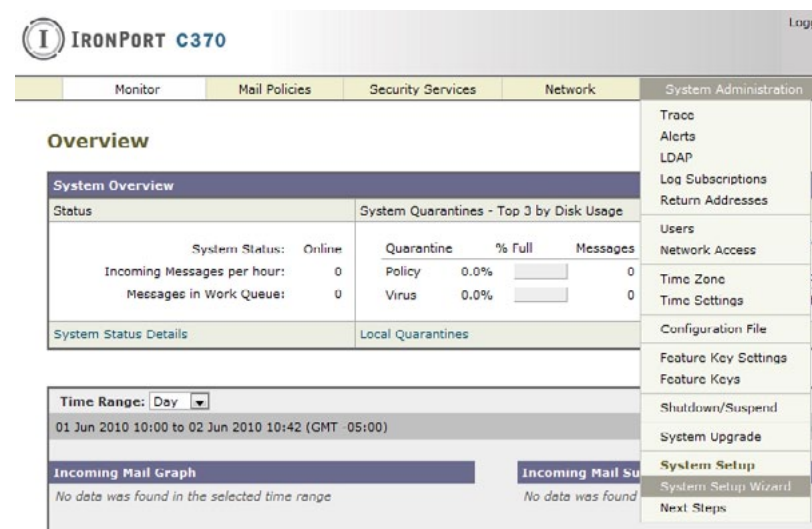 IRONPORT C370
Monitor
Mail Policies
Security Services
Network
System Administration
Trace
Alerts
LDAP
Log Subscriptions
Return Addresses
Users
Network Access
Time Zone
Time Settings
Configuration File
Feature Key Settings
Feature Keys
Shutdown/Suspend
System Upgrade
System Setup
System Setup Wizard
Next Steps
Overview
System Overview
Status
System Quarantines - Top 3 by Disk Usage
System Status: Online
Incoming Messages per hour: 0
Messages in Work Queue: 0
Quarantine % Full Messages
Policy 0.0% 0
Virus 0.0% 0
System Status Details
Local Quarantines
Time Range: Day
01 Jun 2010 10:00 to 02 Jun 2010 10:42 (GMT -05:00)
Incoming Mail Graph
No data was found in the selected time range
Incoming Mail
No data was found